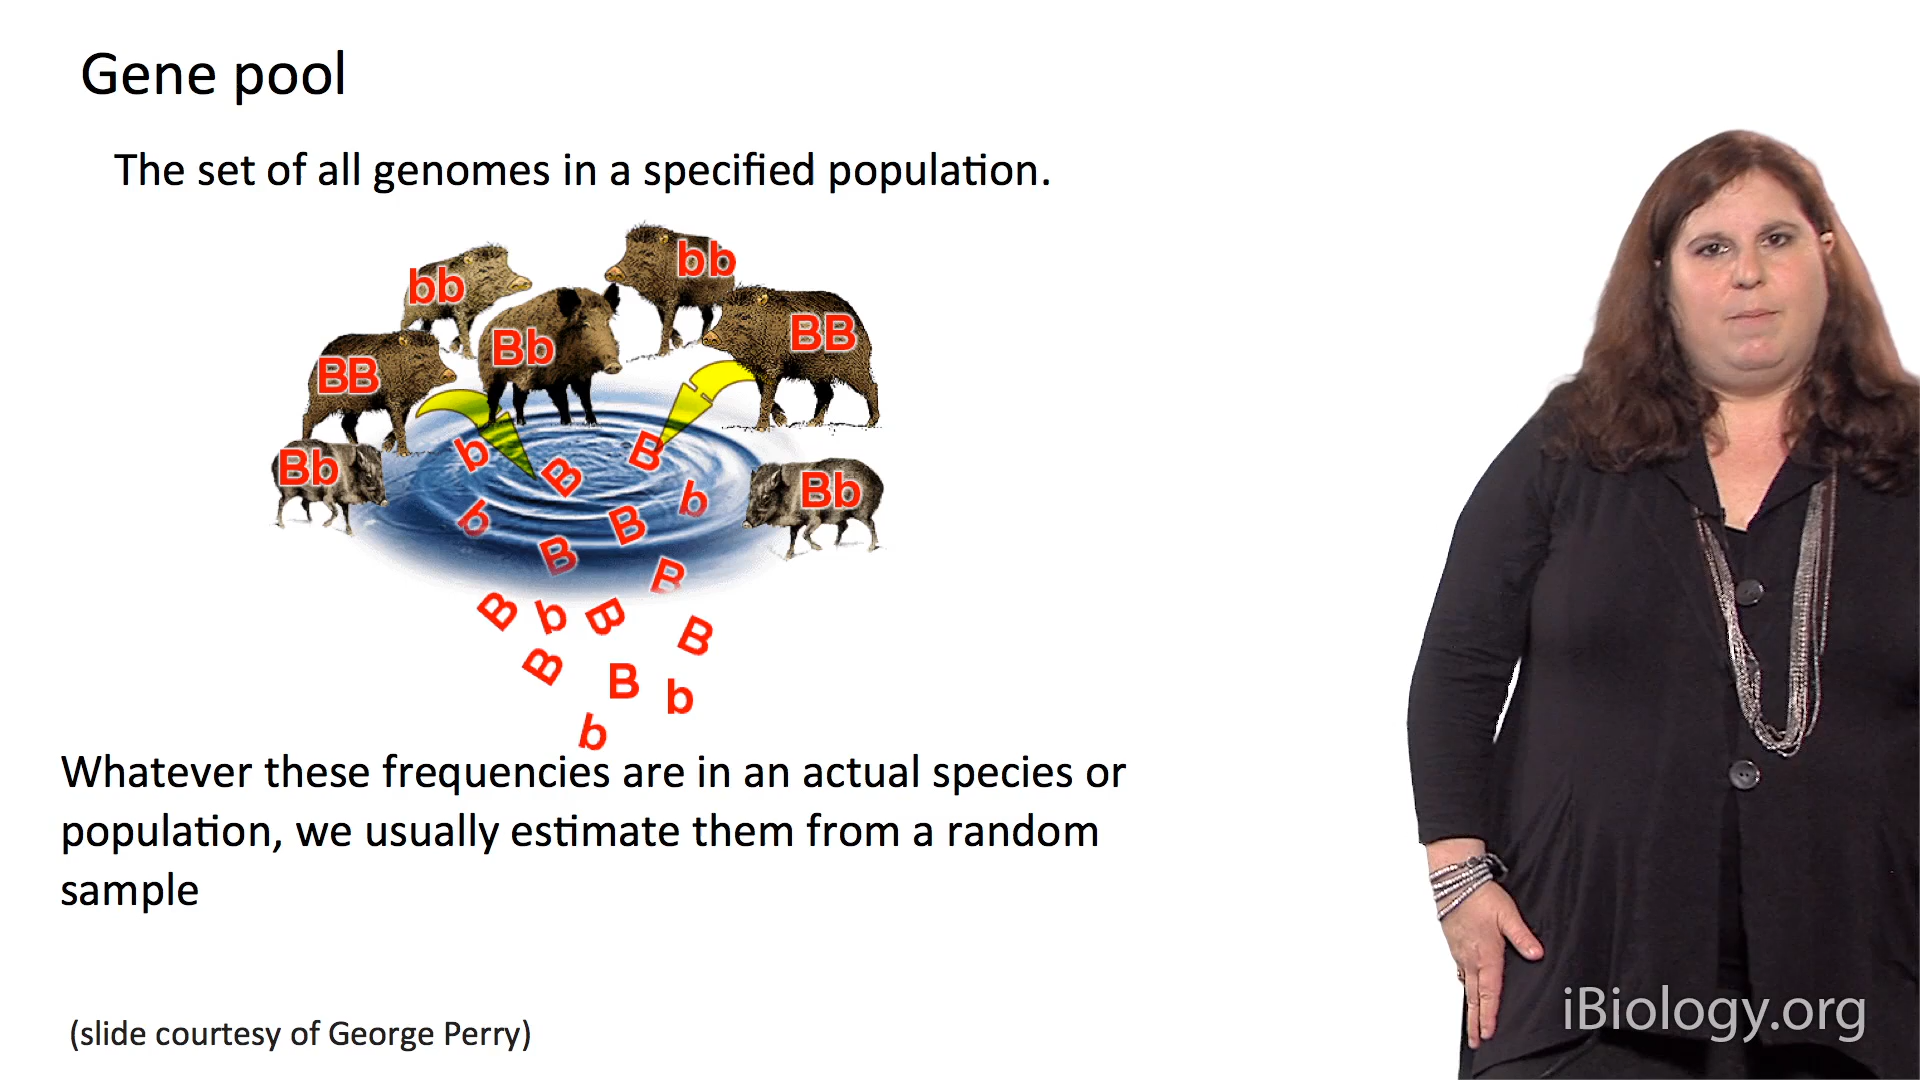 Gene pool
The set of all genomes in a specified population.
bb
bb
Bb
BB
BB
Bb
Bb
b
B
B
b
b
B
B
B
B
b
B
B
B
B
b
b
Whatever these frequencies are in an actual species or
population, we usually estimate them from a random
sample
(slide courtesy of George Perry)
iBiology.org